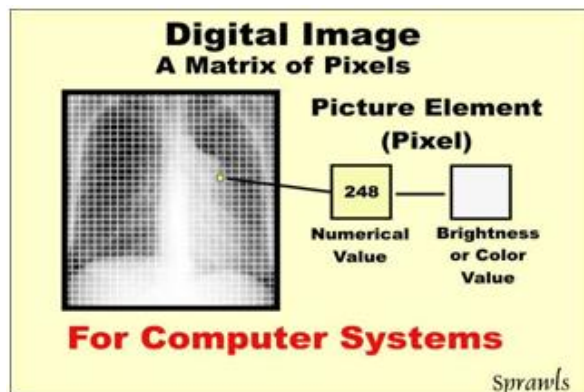 Digital Image
A Matrix of Pixels
Picture Element
(Pixel)
248
Numerical
Value
Brightness
or Color
Value
For Computer Systems
Sprawls